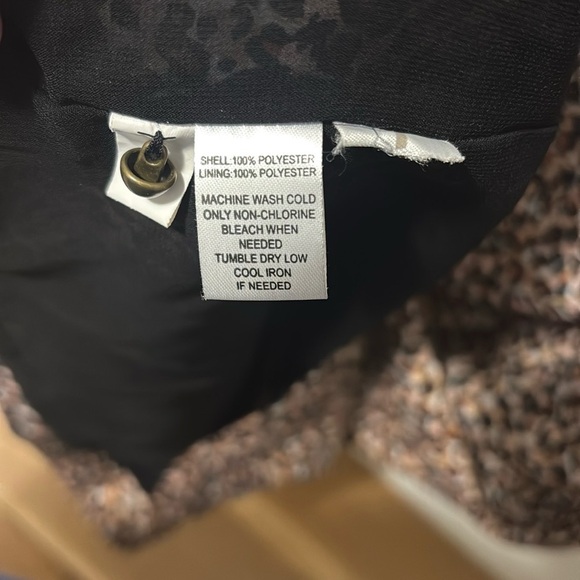 SHELL:100% POLYESTER
LINING:100% POLYESTER
MACHINE WASH COLD
ONLY NON-CHLORINE
BLEACH WHEN
NEEDED
TUMBLE DRY LOW
COOL IRON
IF NEEDED